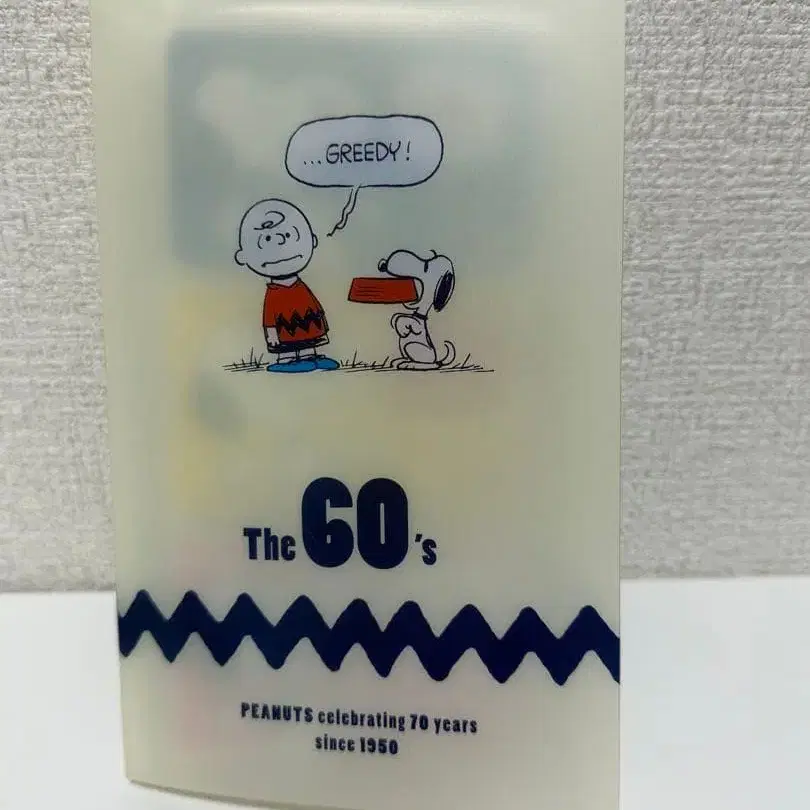 ...GREEDY!
The 60's
PEANUTS celebrating 70 years
since 1950